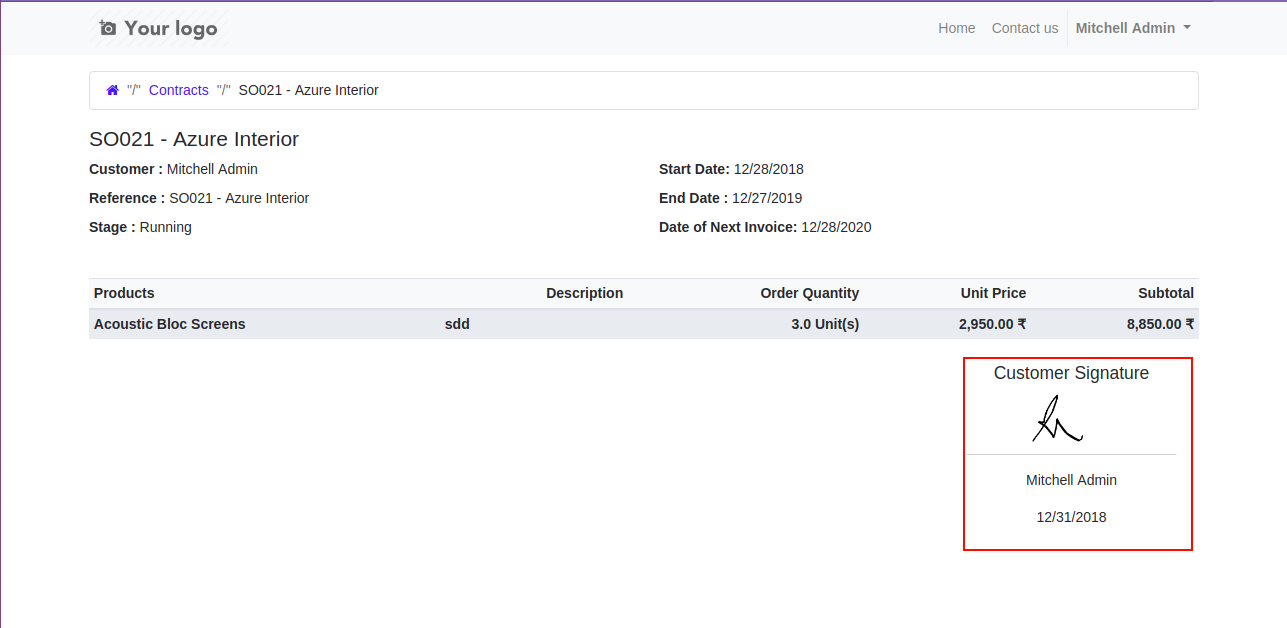 Your logo Home Contact us Mitchell Admin
"/" Contracts "/" SO021 - Azure Interior
SO021 - Azure Interior
Customer : Mitchell Admin Start Date: 12/28/2018
Reference : SO021 - Azure Interior End Date : 12/27/2019
Stage : Running Date of Next Invoice: 12/28/2020
Products Description Order Quantity Unit Price Subtotal
Acoustic Bloc Screens sdd 3.0 Unit(s) 2,950.00 ₹ 8,850.00 ₹
Customer Signature
Mitchell Admin
12/31/2018